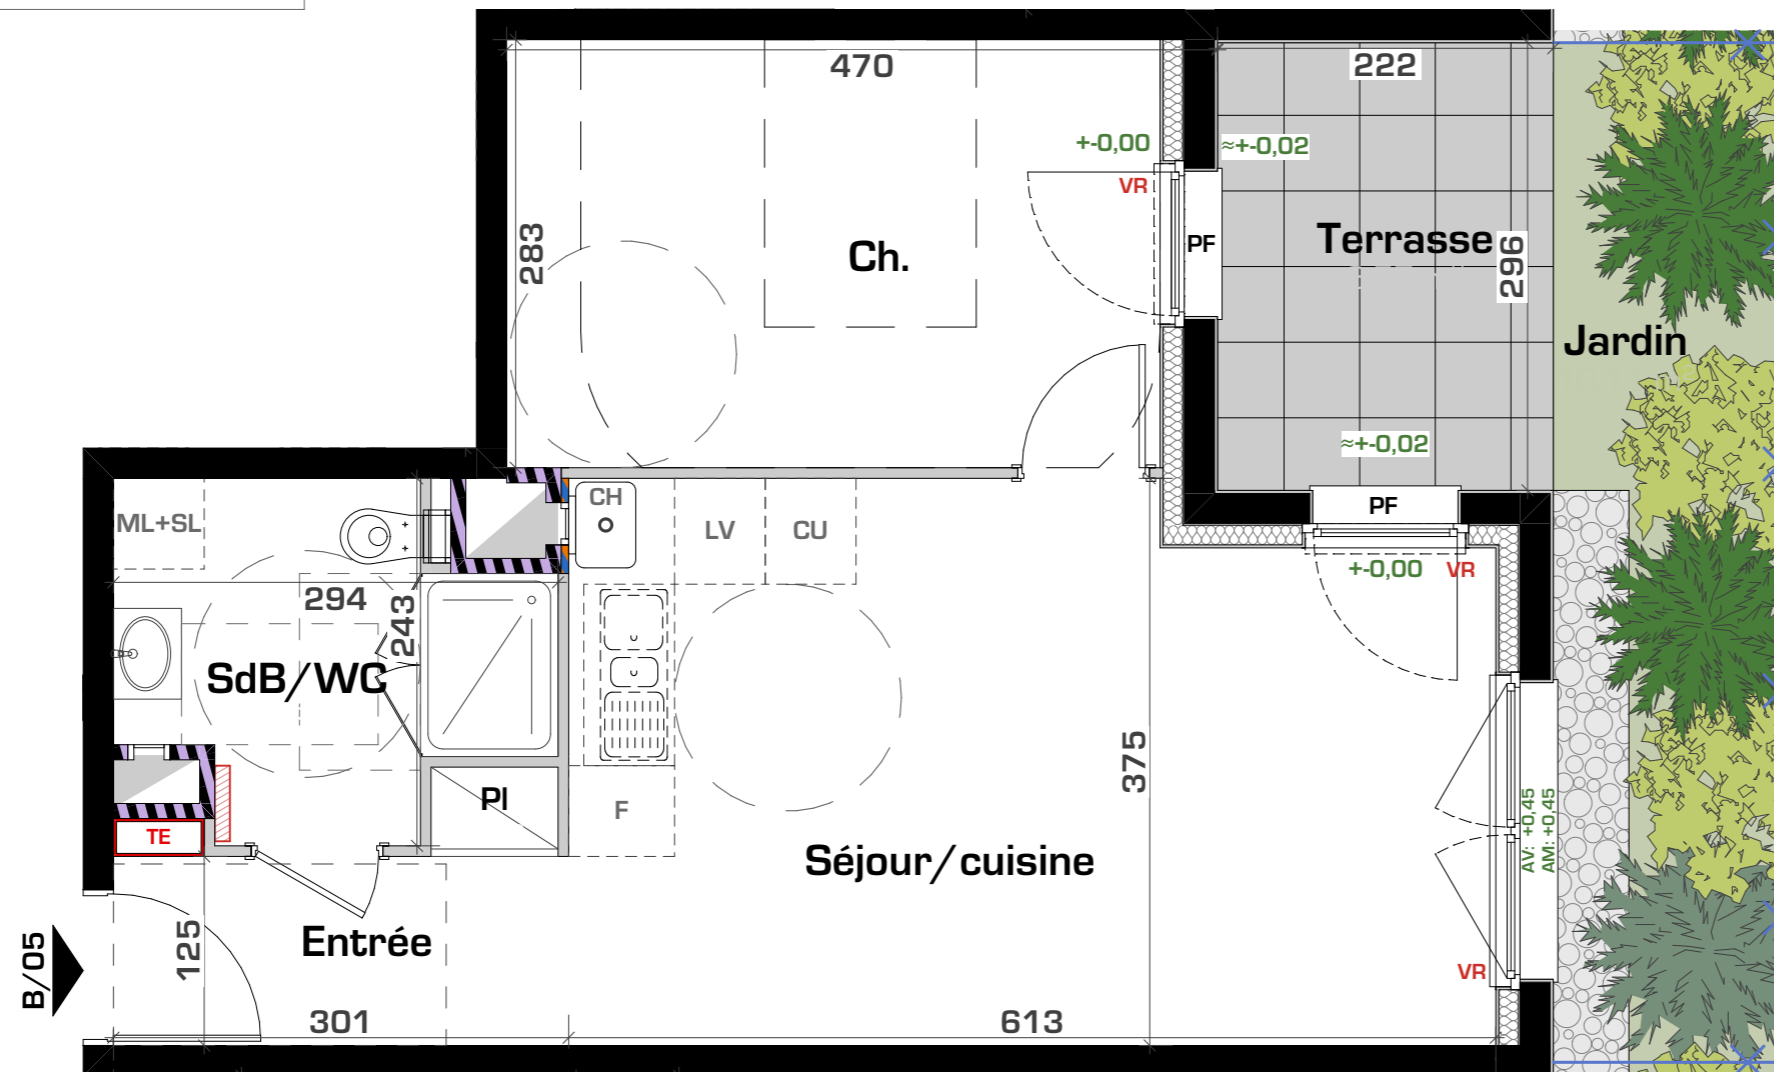 470
222
+-0,00
≈+-0,02
VR
283
Ch.
PF
Terrasse
296
Jardin
≈+-0,02
ML+SL
CH
LV
CU
PF
+-0,00
VR
294
243
SdB/WC
375
PI
F
TE
AV: +0,45
AM: +0,45
Séjour/cuisine
B/05
125
Entrée
VR
301
613